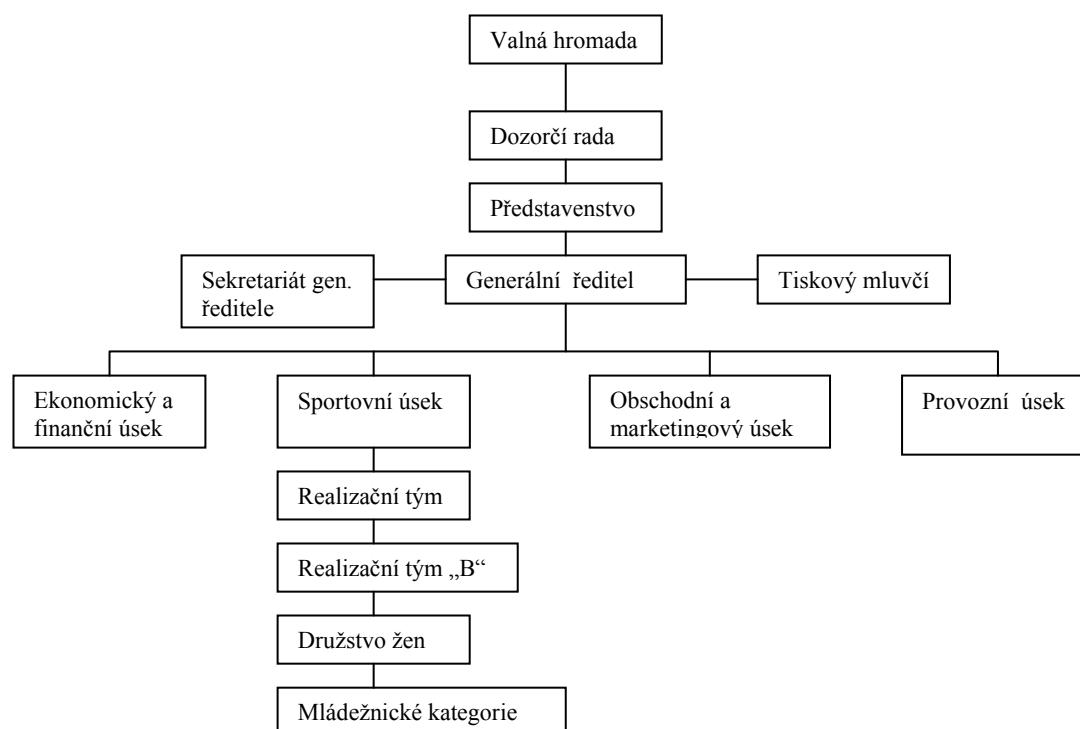 Valná hromada
Dozorčí rada
Představenstvo
Sekretariát gen.
ředitele
Generální ředitel
Tiskový mluvčí
Ekonomický a
finanční úsek
Sportovní úsek
Obschodní a
marketingový úsek
Provozní úsek
Realizační tým
Realizační tým „B“
Družstvo žen
Mládežnické kategorie